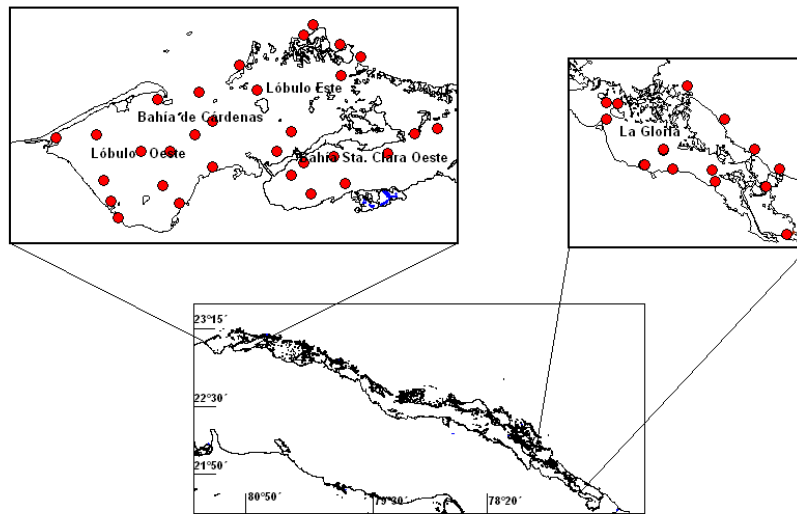 Lóbulo Este
Bahía de Cárdenas
Lóbulo Oeste
Bahía Sta. Clara Oeste
La Gloria
23°15´
22°30´
21°50´
80°50´
79°30´
78°20´